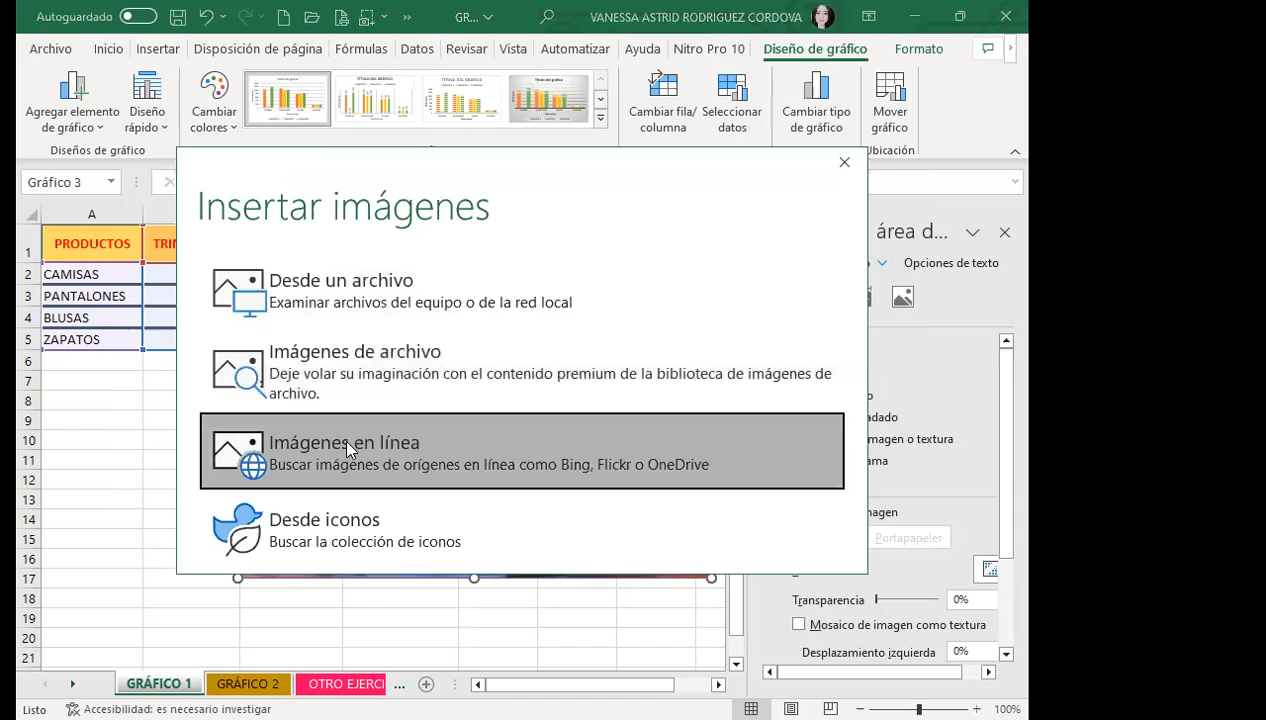 Autoguardado
GR...
VANESSA ASTRID RODRIGUEZ CORDOVA
Archivo Inicio Insertar Disposición de página Fórmulas Datos Revisar Vista Automatizar Ayuda Nitro Pro 10 Diseño de gráfico Formato
Agregar elemento de gráfico
Diseño rápido
Cambiar colores
Cambiar fila/ columna
Seleccionar datos
Cambiar tipo de gráfico
Mover gráfico
Diseños de gráfico
Ubicación
Gráfico 3
Insertar imágenes
Desde un archivo
Examinar archivos del equipo o de la red local
Imágenes de archivo
Deje volar su imaginación con el contenido premium de la biblioteca de imágenes de
archivo.
Imágenes en línea
Buscar imágenes de orígenes en línea como Bing, Flickr o OneDrive
Desde iconos
Buscar la colección de iconos
A
1 PRODUCTOS TRIN
2 CAMISAS
3 PANTALONES
4 BLUSAS
5 ZAPATOS
6
7
8
9
10
11
12
13
14
15
16
17
18
19
20
21
área d...
Opciones de texto
adado
magen o textura
ama
magen
Portapapeles
Transparencia 0%
Mosaico de imagen como textura
Desplazamiento izquierda 0%
GRÁFICO 1 GRÁFICO 2 OTRO EJERCI ...
Listo Accesibilidad: es necesario investigar 100%